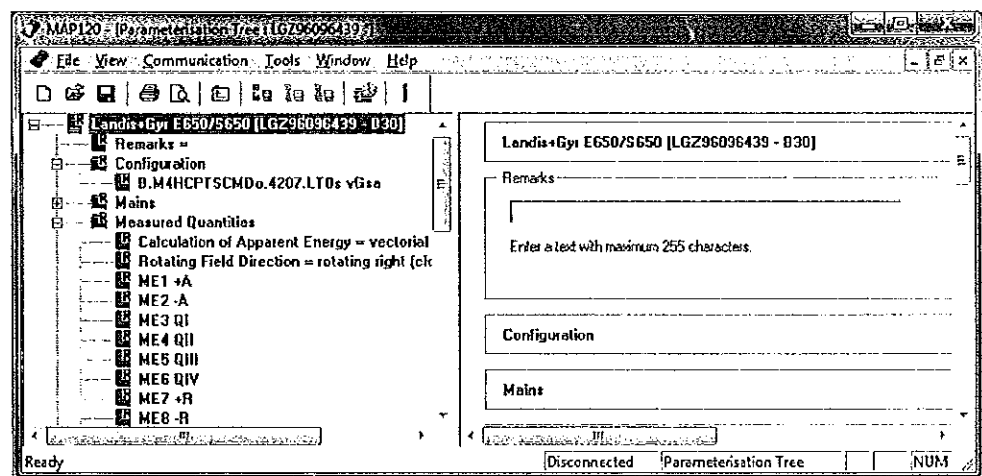 MAP120 - [Parameterisation Tree: LGZ96096439 *]
File View Communication Tools Window Help
Landis+Gyr E650/S650 [LGZ96096439 - B30]
Remarks =
Configuration
B.M4HCPTSCMDo.4207.LT0s vGsa
Mains
Measured Quantities
Calculation of Apparent Energy = vectorial
Rotating Field Direction = rotating right (clc
ME1 +A
ME2 -A
ME3 QI
ME4 QII
ME5 QIII
ME6 QIV
ME7 +R
ME8 -R
Landis+Gyr E650/S650 [LGZ96096439 - B30]
Remarks
Enter a text with maximum 255 characters.
Configuration
Mains
Ready
Disconnected
Parameterisation Tree
NUM